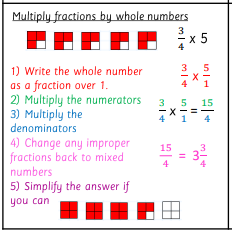 Multiply fractions by whole numbers
3/4 x 5
1) Write the whole number
as a fraction over 1.
3/4 x 5/1
2) Multiply the numerators
3) Multiply the
denominators
3/4 x 5/1 = 15/4
4) Change any improper
fractions back to mixed
numbers
15/4 = 3 3/4
5) Simplify the answer if
you can